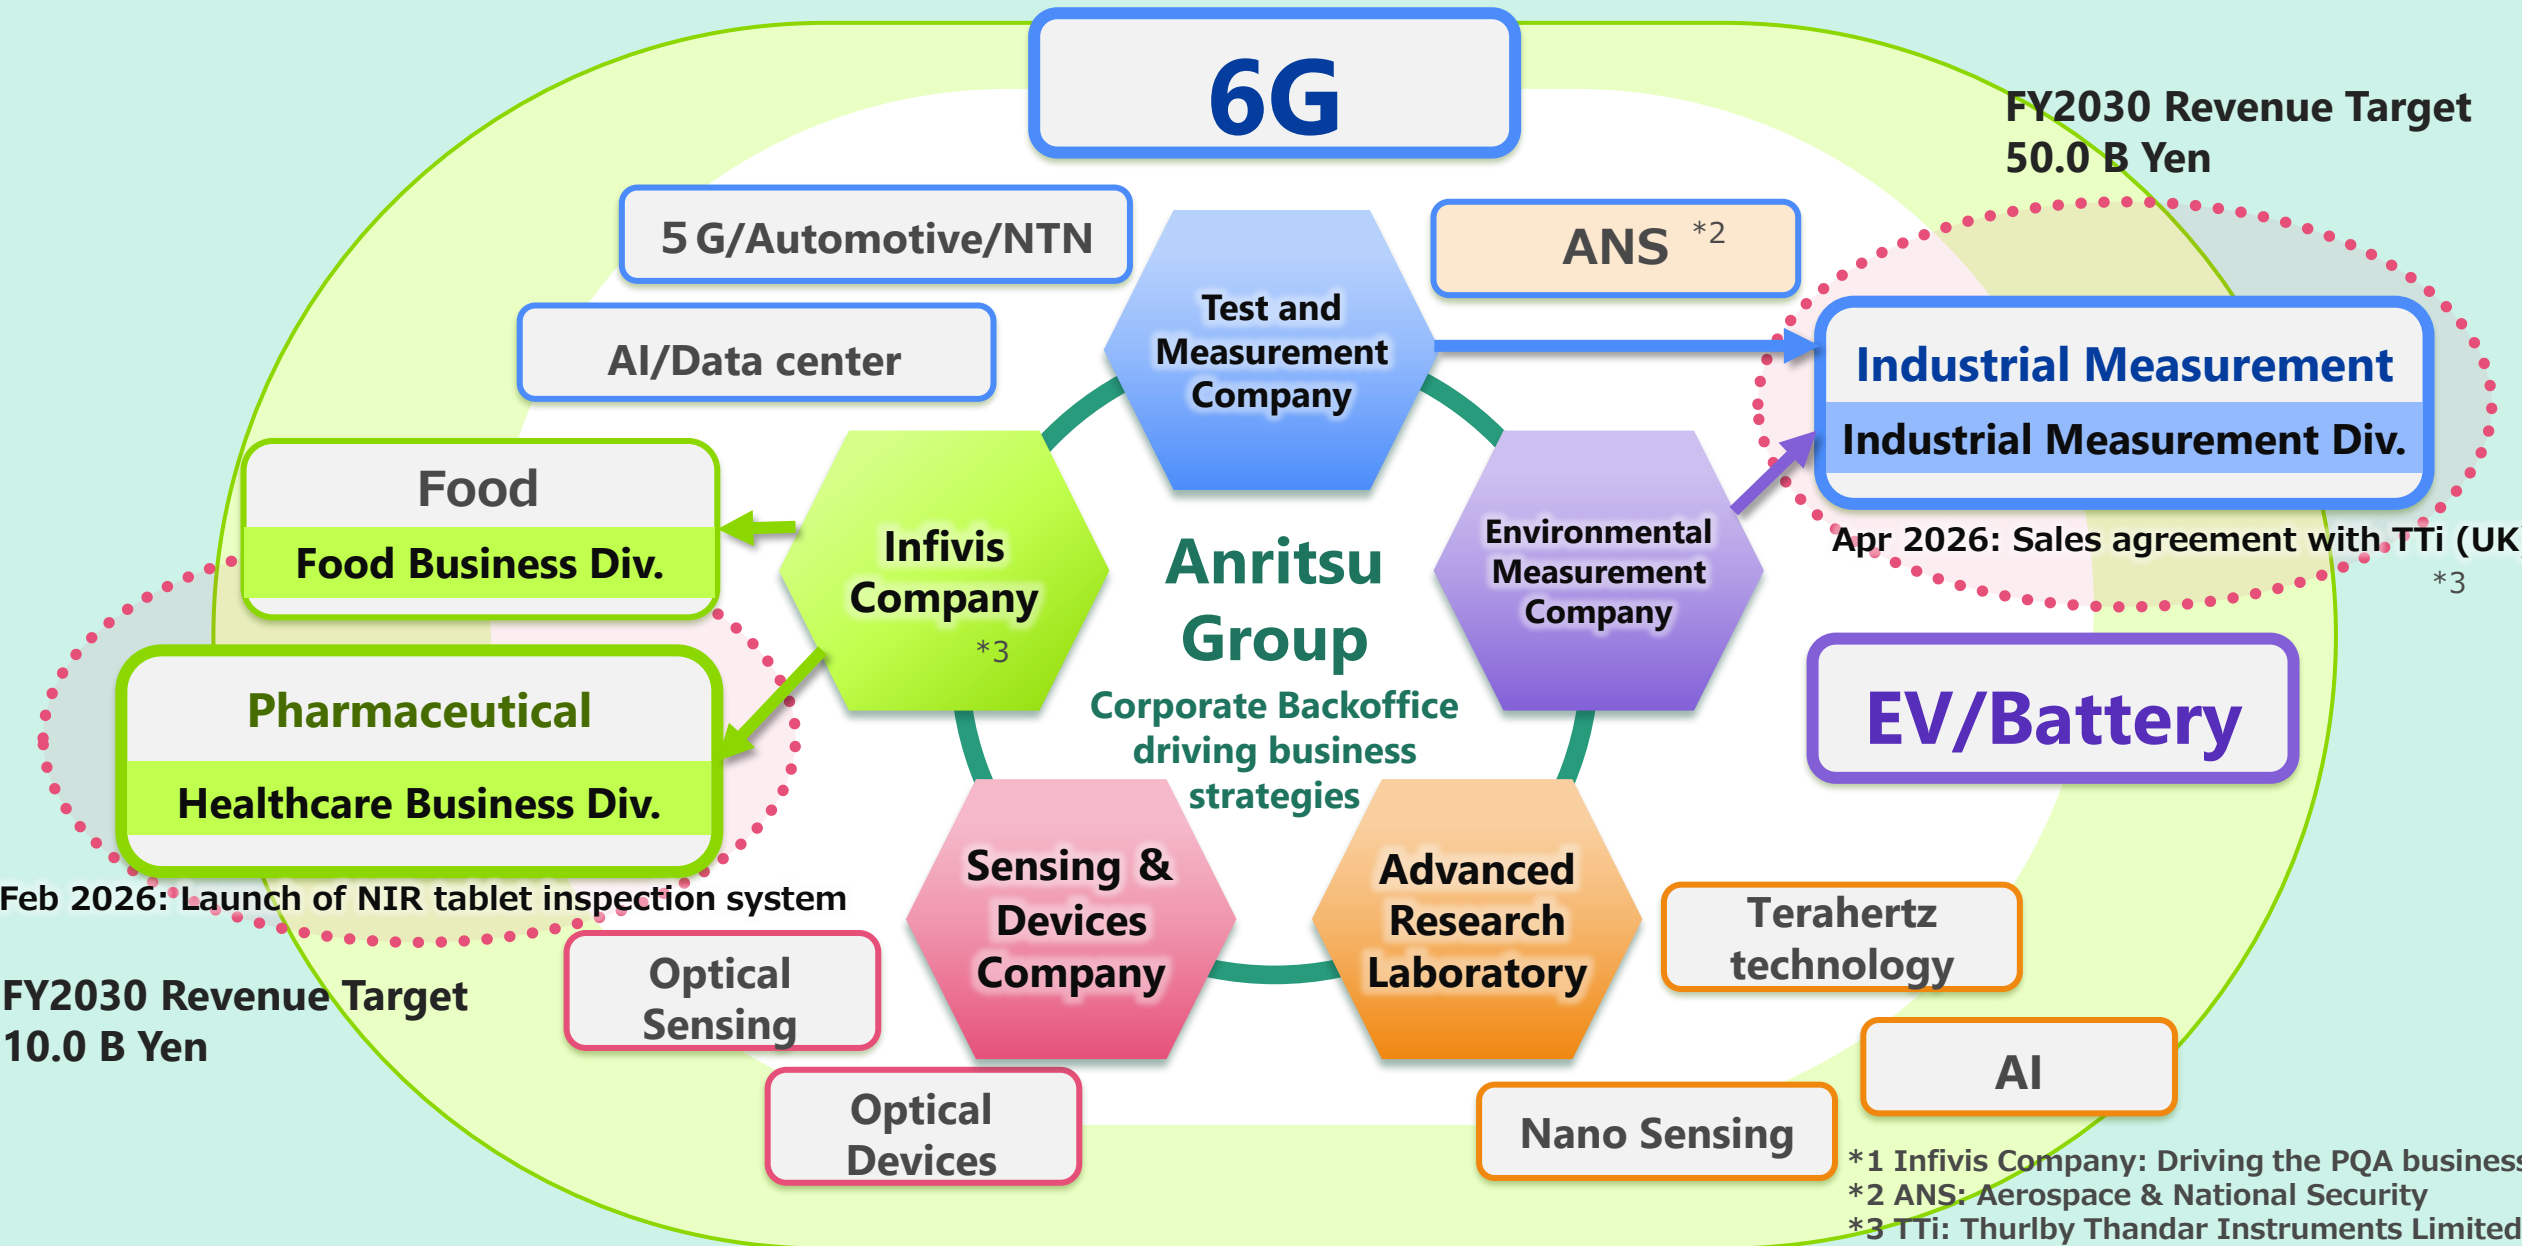 6G
FY2030 Revenue Target
50.0 B Yen
5G/Automotive/NTN
ANS *2
AI/Data center
Test and
Measurement
Company
Industrial Measurement
Industrial Measurement Div.
Apr 2026: Sales agreement with TTi (UK)
*3
Food
Food Business Div.
Infivis
Company
*3
Anritsu
Group
Corporate Backoffice
driving business
strategies
Environmental
Measurement
Company
EV/Battery
Pharmaceutical
Healthcare Business Div.
Feb 2026: Launch of NIR tablet inspection system
FY2030 Revenue Target
10.0 B Yen
Sensing &
Devices
Company
Advanced
Research
Laboratory
Optical
Sensing
Optical
Devices
Terahertz
technology
AI
Nano Sensing
*1 Infivis Company: Driving the PQA business
*2 ANS: Aerospace & National Security
*3 TTi: Thurlby Thandar Instruments Limited